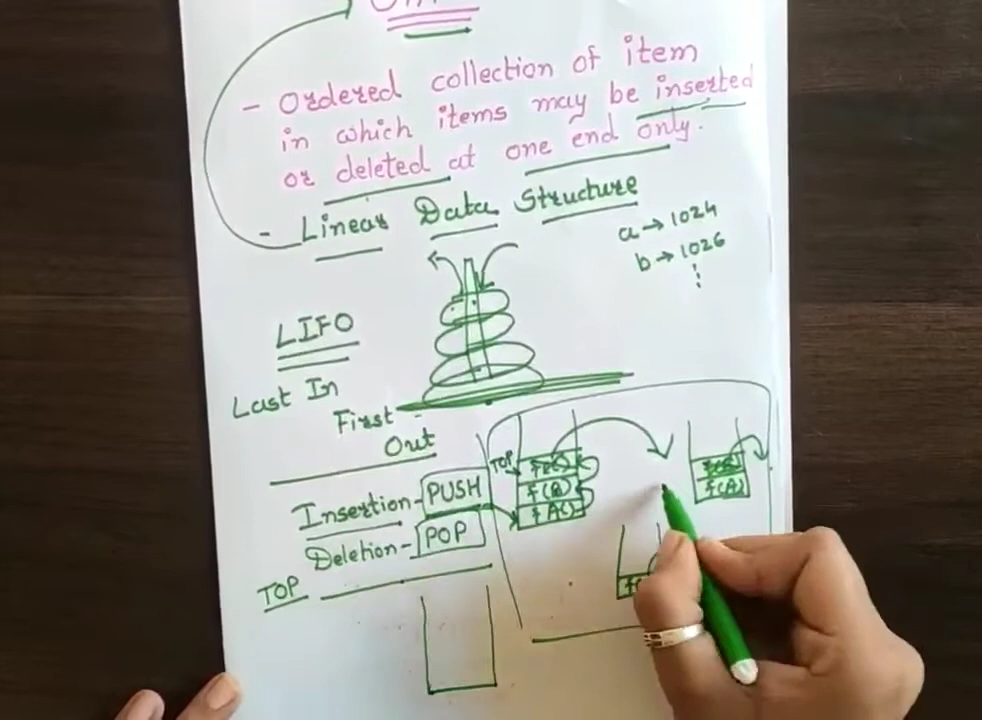 - Ordered collection of item
in which items may be inserted
or deleted at one end only.
- Linear Data Structure
a → 1024
b → 1026
LIFO
Last In
First
Out
Insertion - PUSH
Deletion - POP
TOP
TOP
f(B)
f(A)
f(A)